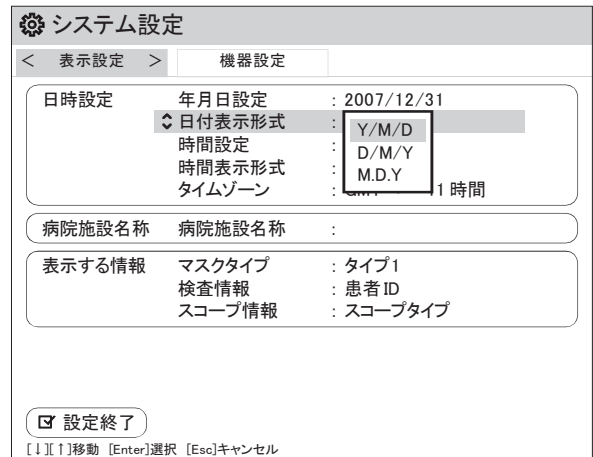 システム設定
< 表示設定 > 機器設定
日時設定 年月日設定 : 2007/12/31
日付表示形式 : Y/M/D
時間設定 : D/M/Y
時間表示形式 : M.D.Y
タイムゾーン : 11時間
病院施設名称 病院施設名称 :
表示する情報 マスクタイプ : タイプ1
検査情報 : 患者ID
スコープ情報 : スコープタイプ
設定終了
[↓][↑]移動 [Enter]選択 [Esc]キャンセル